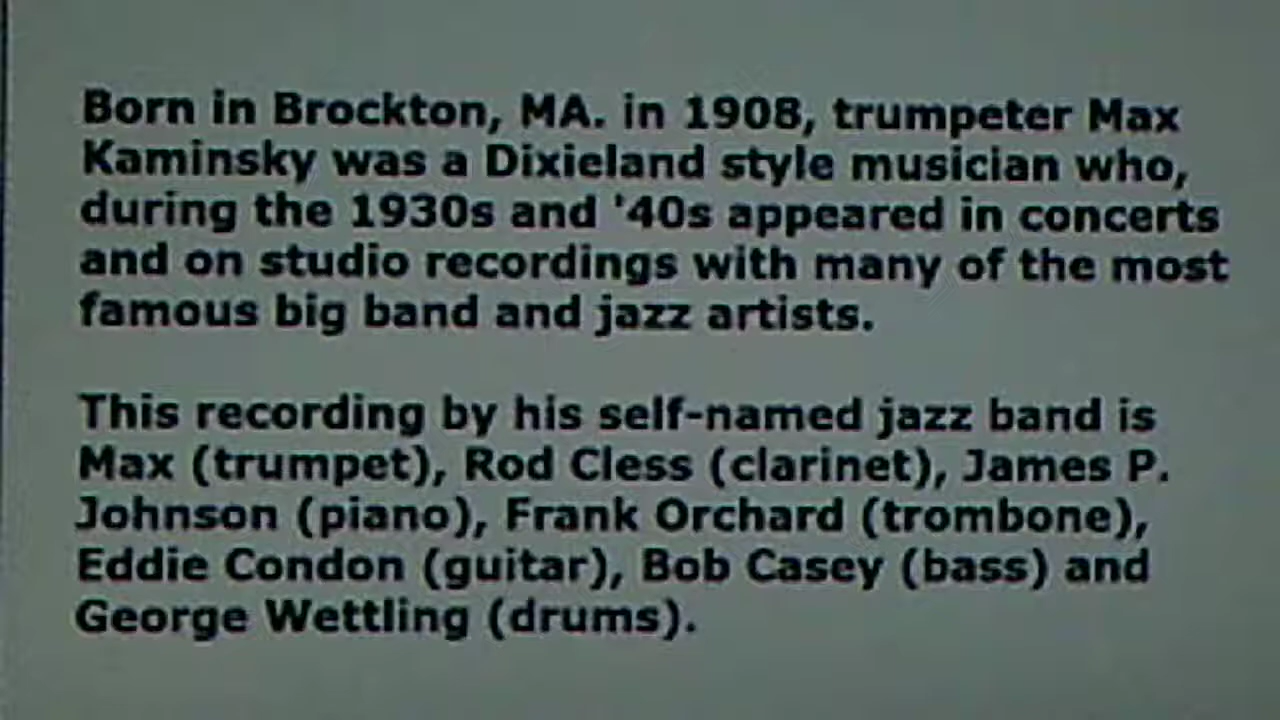 Born in Brockton, MA. in 1908, trumpeter Max
Kaminsky was a Dixieland style musician who,
during the 1930s and '40s appeared in concerts
and on studio recordings with many of the most
famous big band and jazz artists.
This recording by his self-named jazz band is
Max (trumpet), Rod Cless (clarinet), James P.
Johnson (piano), Frank Orchard (trombone),
Eddie Condon (guitar), Bob Casey (bass) and
George Wettling (drums).